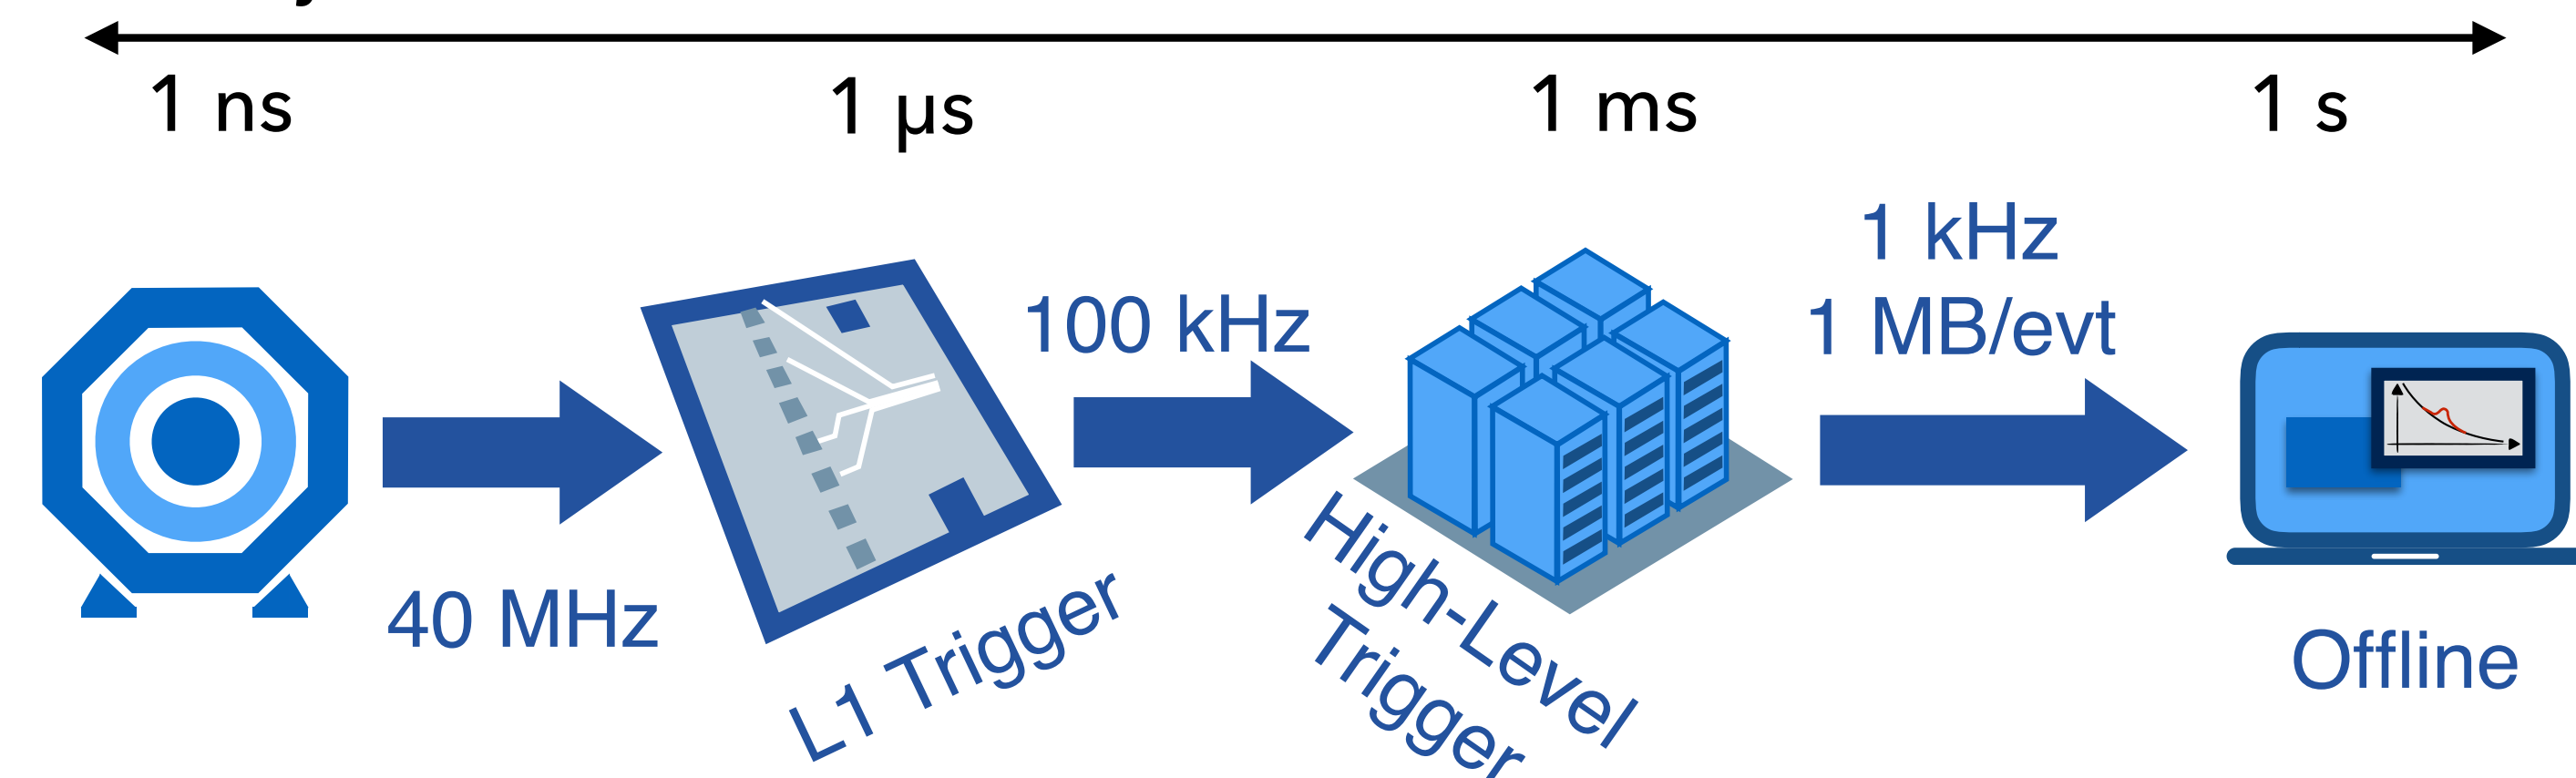 1 ns
1 µs
1 ms
1 s
40 MHz
L1 Trigger
100 kHz
High-Level
Trigger
1 kHz
1 MB/evt
Offline